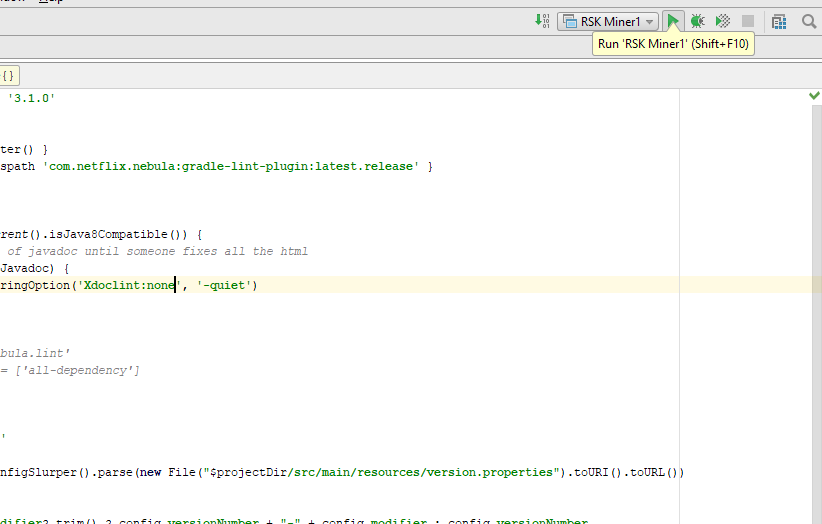 Help
RSK Miner1
Run 'RSK Miner1' (Shift+F10)
{}
'3.1.0'
ter() }
spath 'com.netflix.nebula:gradle-lint-plugin:latest.release' }
rent().isJava8Compatible()) {
of javadoc until someone fixes all the html
Javadoc) {
ringOption('Xdoclint:none', '-quiet')
bula.lint'
= ['all-dependency']
'
nfigSlurper().parse(new File("$projectDir/src/main/resources/version.properties").toURI().toURL())
difier?.trim() ? config.versionNumber + "-" + config.modifier : config.versionNumber